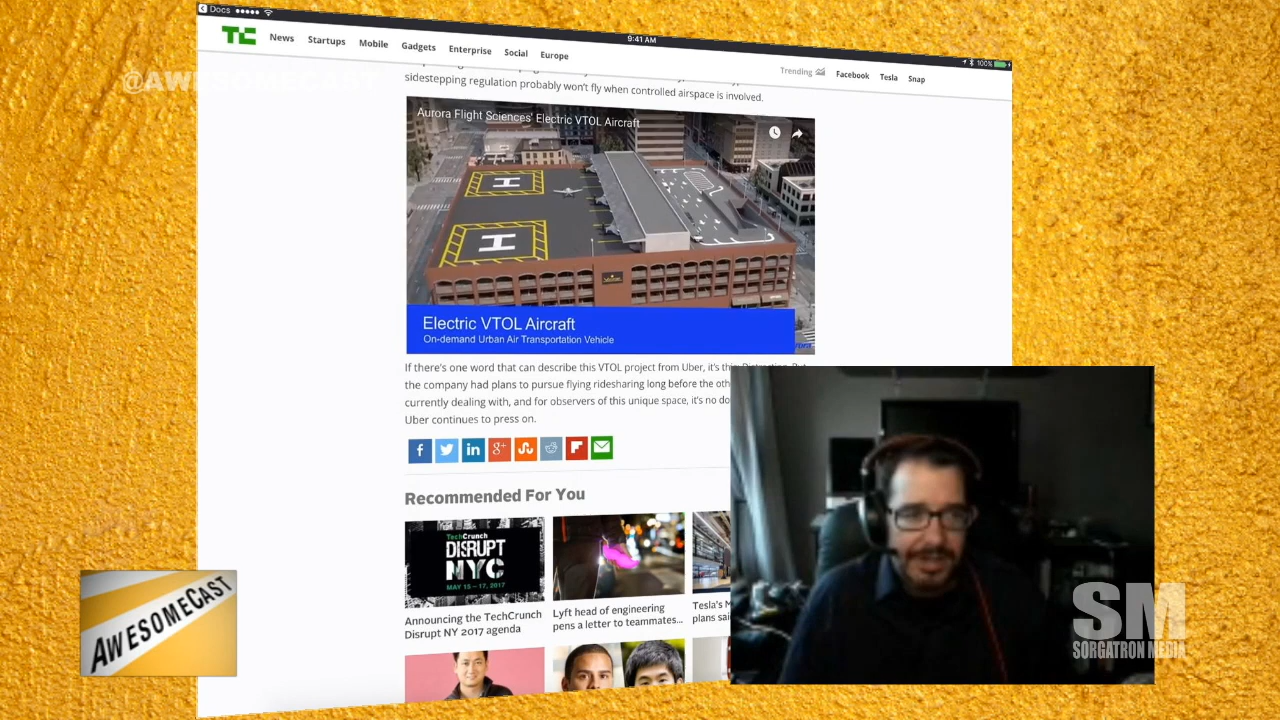 Docs
9:41 AM
100%
TC
News Startups Mobile Gadgets Enterprise Social Europe
Trending Facebook Tesla Snap
@AWESOMECAST
sidestepping regulation probably won't fly when controlled airspace is involved.
Aurora Flight Sciences' Electric VTOL Aircraft
H
H
Electric VTOL Aircraft
On-demand Urban Air Transportation Vehicle
If there's one word that can describe this VTOL project from Uber, it's
the company had plans to pursue flying ridesharing long before the
currently dealing with, and for observers of this unique space, it's no
Uber continues to press on.
f in g+
Recommended For You
TechCrunch
DISRUPT
NYC
MAY 15 – 17, 2017
Announcing the TechCrunch
Disrupt NY 2017 agenda
Lyft head of engineering
pens a letter to teammates...
Tesla's
plans
AWESOMECAST
SM
SORGATRON MEDIA